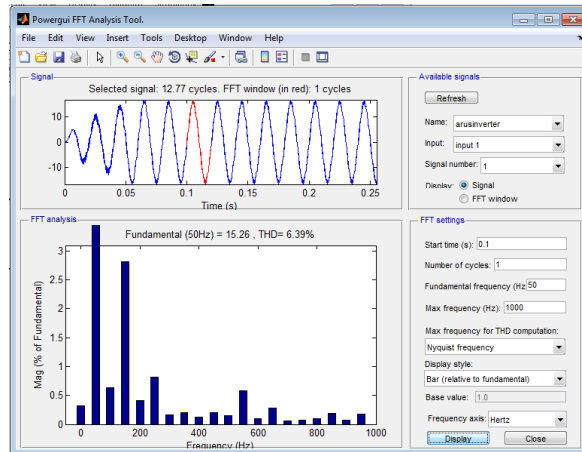 Powergui FFT Analysis Tool.
File Edit View Insert Tools Desktop Window Help
Signal
Selected signal: 12.77 cycles. FFT window (in red): 1 cycles
10
0
-10
0 0.05 0.1 0.15 0.2 0.25
Time (s)
FFT analysis
Fundamental (50Hz) = 15.26 , THD= 6.39%
Mag (% of Fundamental)
3
2.5
2
1.5
1
0.5
0
0 200 400 600 800 1000
Frequency (Hz)
Available signals
Refresh
Name: arusinverter
Input: input 1
Signal number: 1
Display: Signal
FFT window
FFT settings
Start time (s): 0.1
Number of cycles: 1
Fundamental frequency (Hz 50
Max frequency (Hz): 1000
Max frequency for THD computation:
Nyquist frequency
Display style:
Bar (relative to fundamental)
Base value: 1.0
Frequency axis: Hertz
Display Close